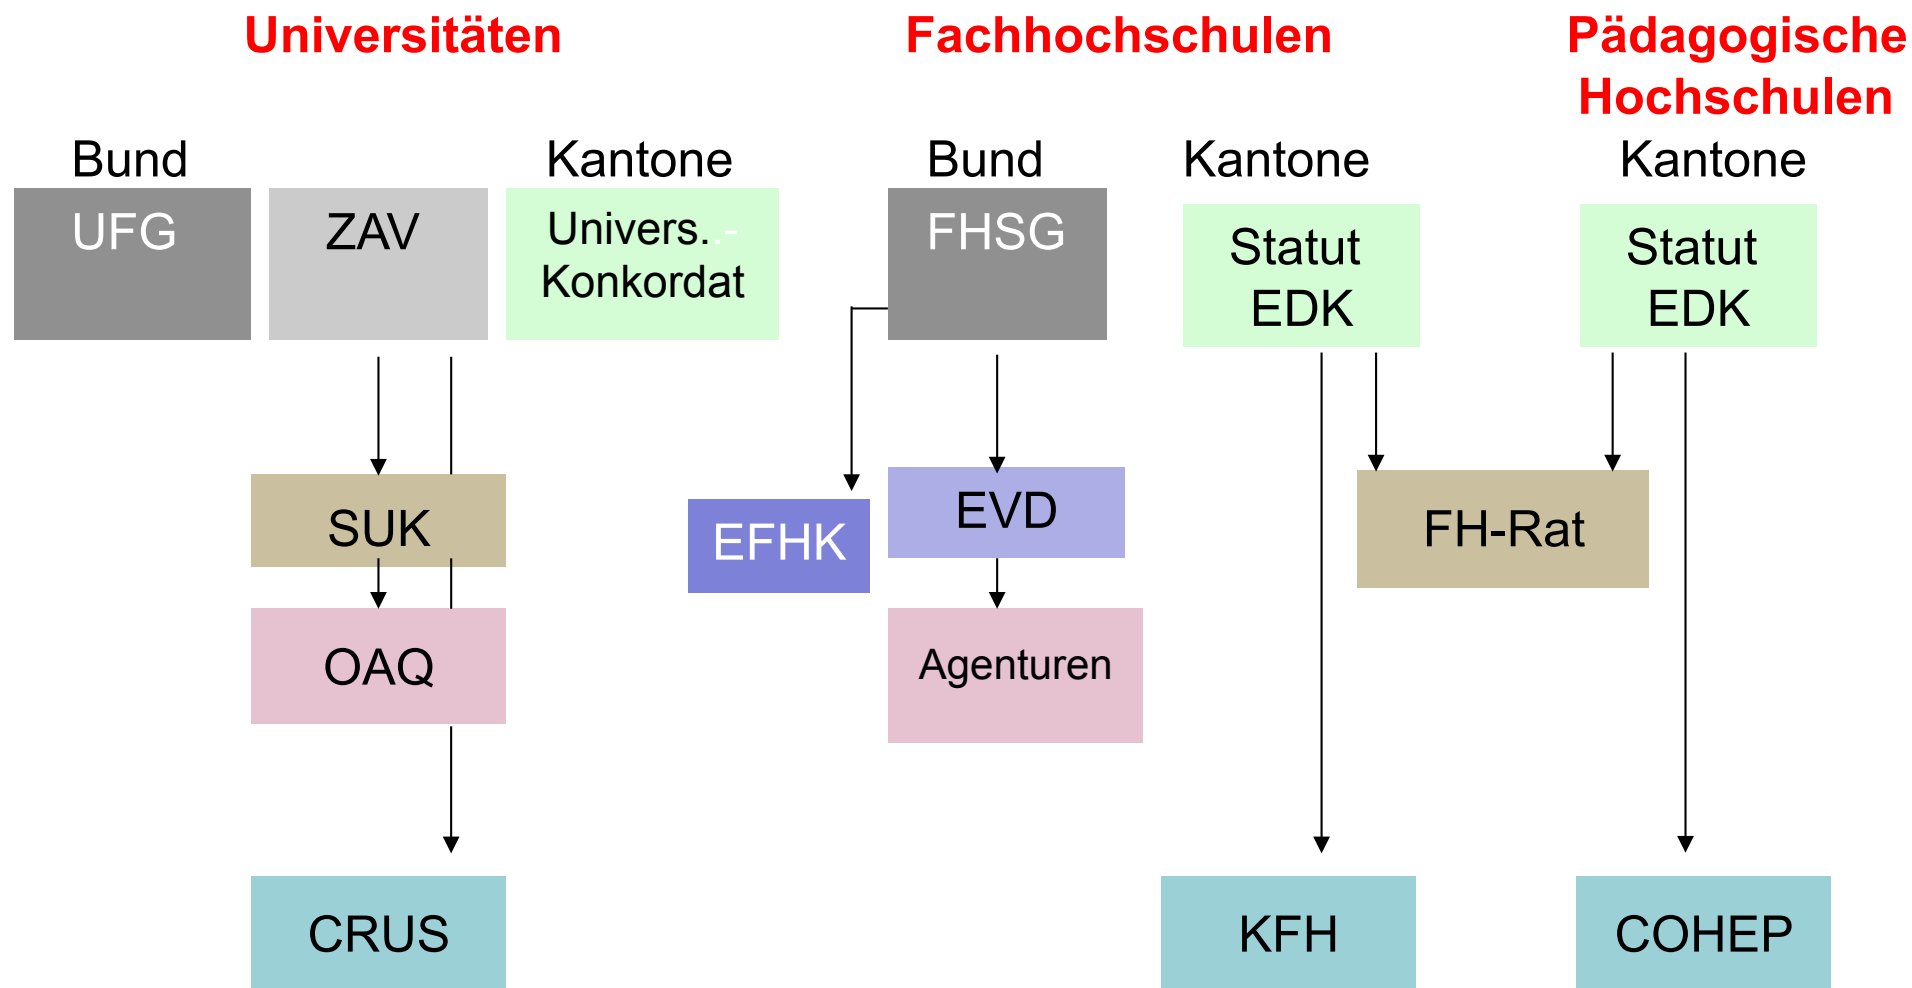 Universitäten
Fachhochschulen
Pädagogische
Hochschulen
Bund
Kantone
Bund
Kantone
Kantone
UFG
ZAV
Univers..-
Konkordat
FHSG
Statut
EDK
Statut
EDK
SUK
EFHK
EVD
FH-Rat
OAQ
Agenturen
CRUS
KFH
COHEP